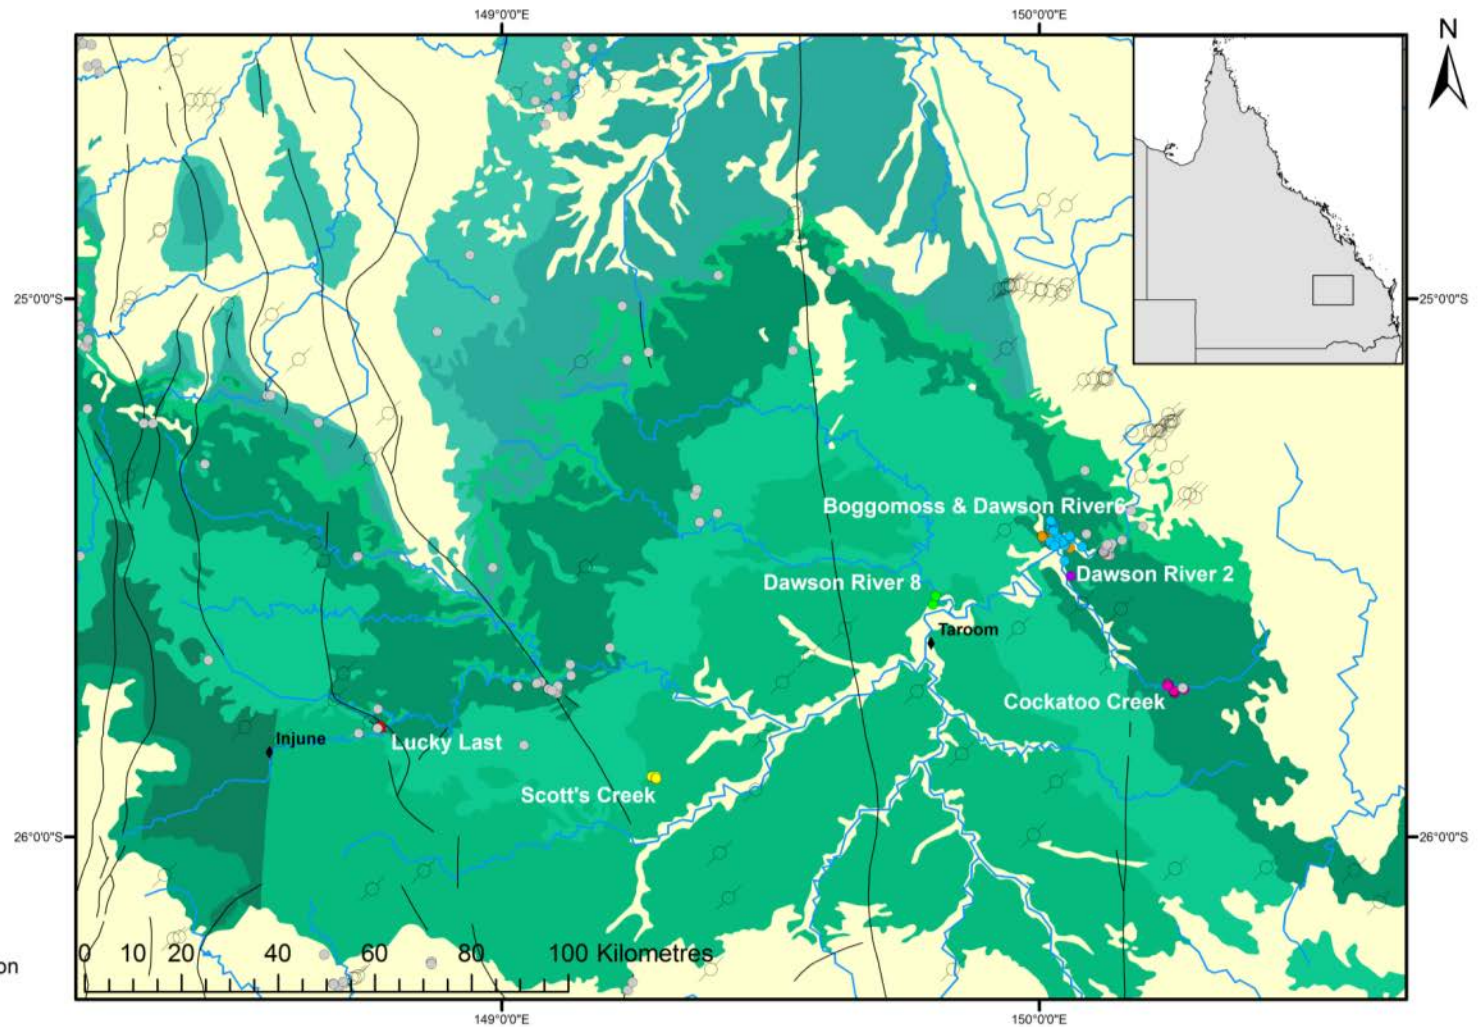 149°0'0"E
150°0'0"E
N
25°0'0"S
25°0'0"S
Boggomoss & Dawson River6
Dawson River 8
Dawson River 2
Taroom
Cockatoo Creek
Injune
Lucky Last
Scott's Creek
26°0'0"S
26°0'0"S
0 10 20 40 60 80 100 Kilometres
on
149°0'0"E
150°0'0"E